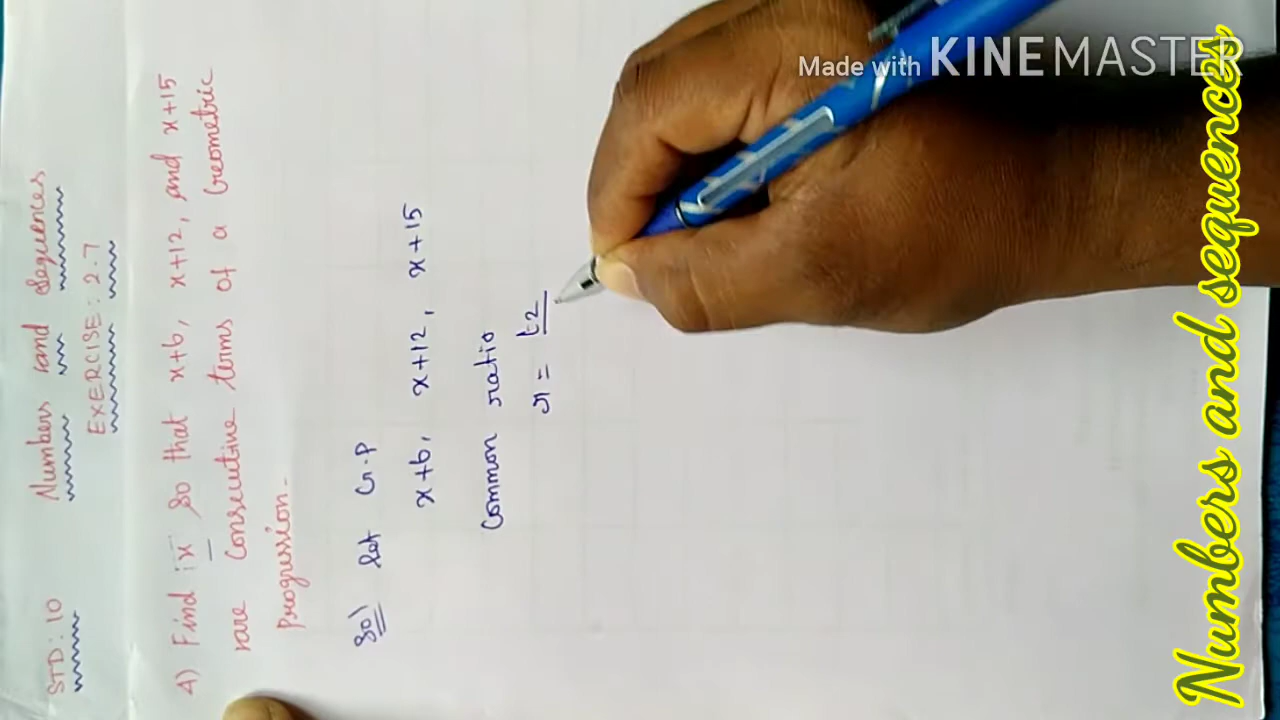 STD: 10 Numbers and Sequences
EXERCISE: 2.7
4) Find 'x' so that x+6, x+12, and x+15
are Consecutive terms of a Geometric
Progression.
Sol let G.P
x+6, x+12, x+15
Common ratio
r = t2
Made with KINEMASTER
Numbers and sequences